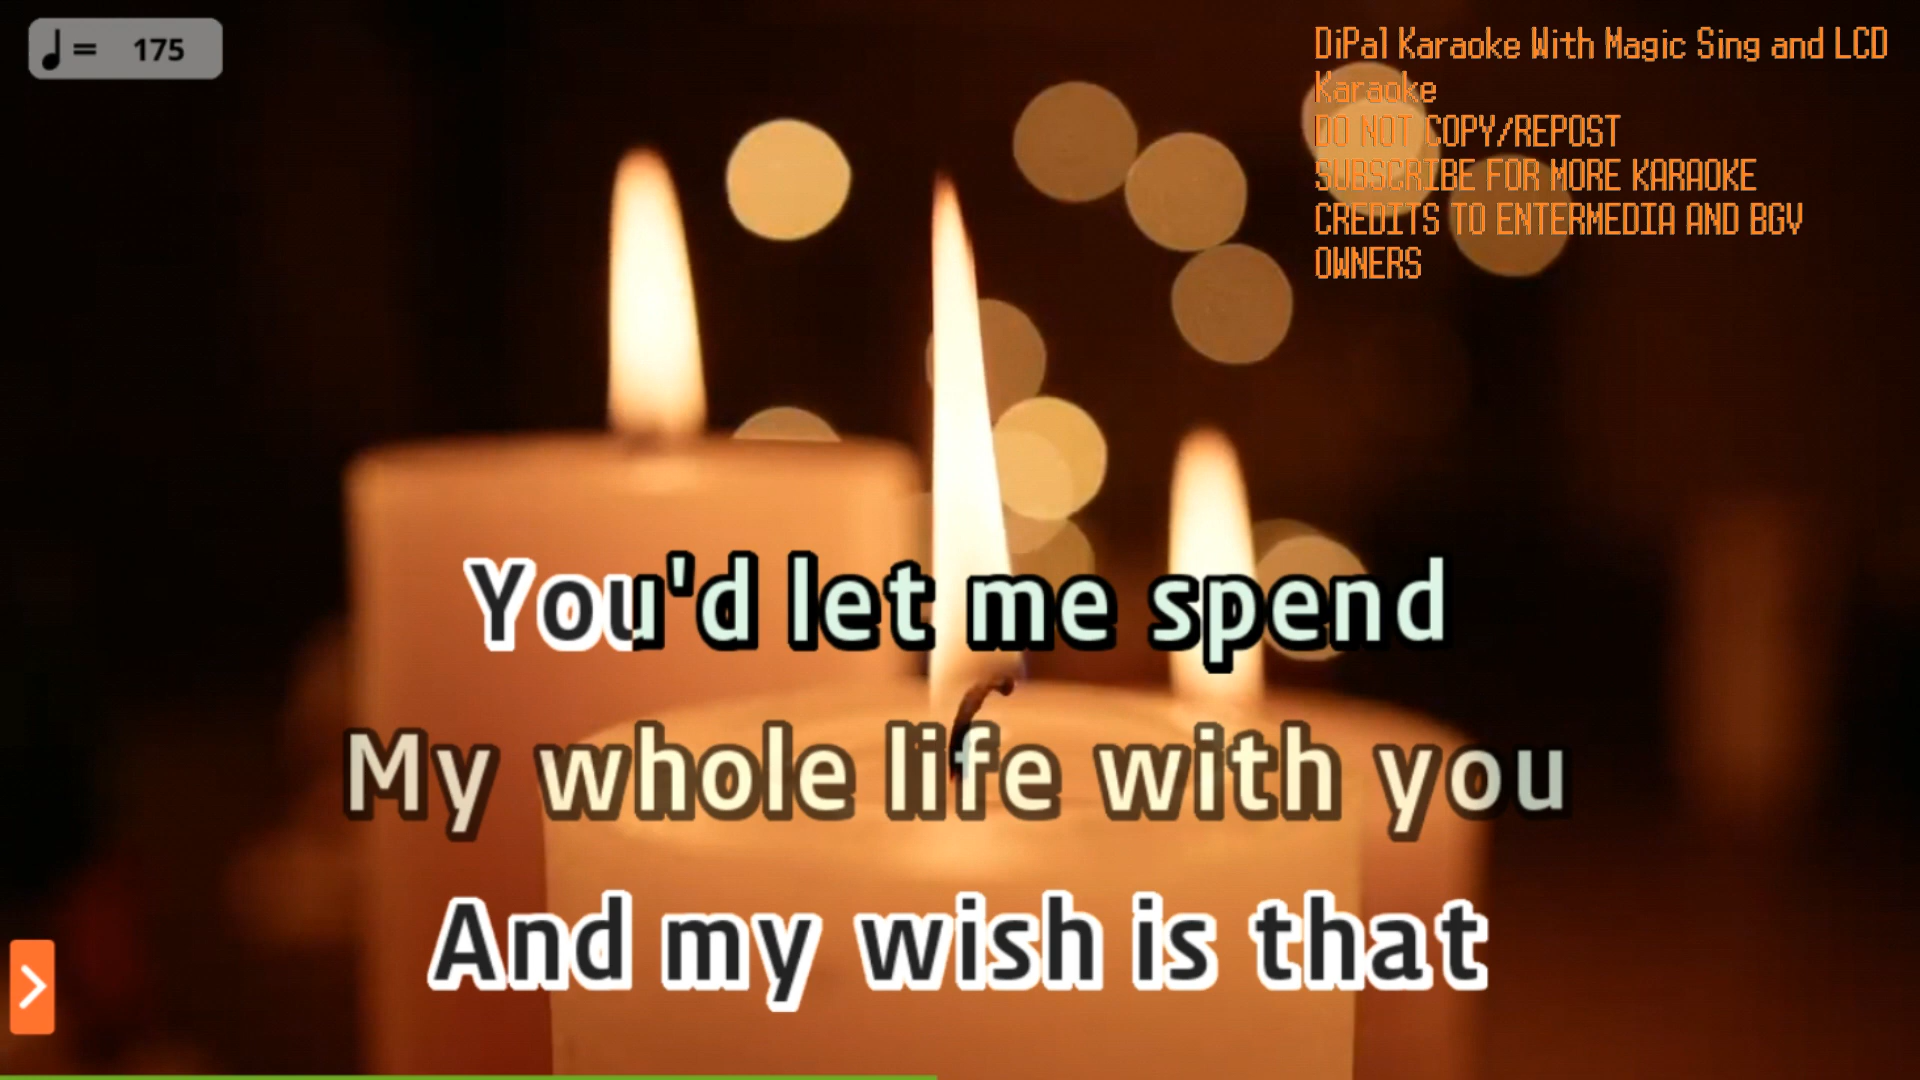 ♩= 175
DiPal Karaoke With Magic Sing and LCD
Karaoke
DO NOT COPY/REPOST
SUBSCRIBE FOR MORE KARAOKE
CREDITS TO ENTERMEDIA AND BGV
OWNERS
You'd let me spend
My whole life with you
And my wish is that